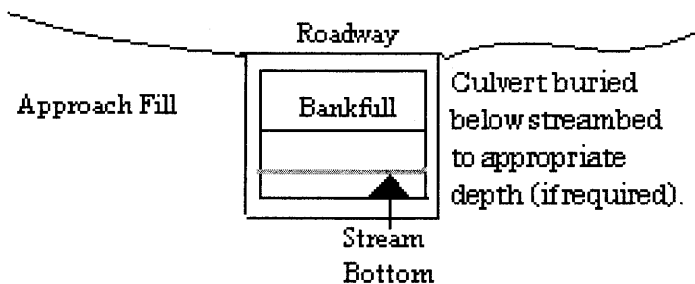 Roadway
Approach Fill
Bankfull
Culvert buried
below streambed
to appropriate
depth (if required).
Stream
Bottom